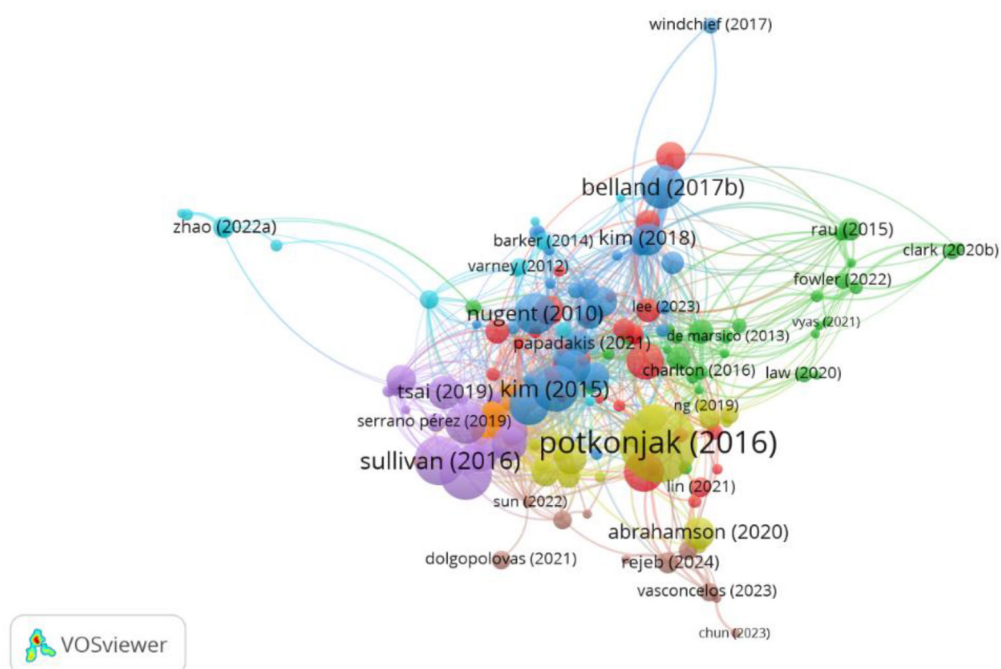 windchief (2017)
belland (2017b)
zhao (2022a)
rau (2015)
barker (2014)
kim (2018)
clark (2020b)
varney (2012)
fowler (2022)
nugent (2010)
lee (2023)
vyas (2021)
papadakis (2021)
de marsico (2013)
charlton (2016)
law (2020)
tsai (2019)
kim (2015)
ng (2019)
serrano pérez (2019)
potkonjak (2016)
sullivan (2016)
lin (2021)
sun (2022)
abrahamson (2020)
dolgopolovas (2021)
rejeb (2024)
vasconcelos (2023)
chun (2023)
VOSviewer